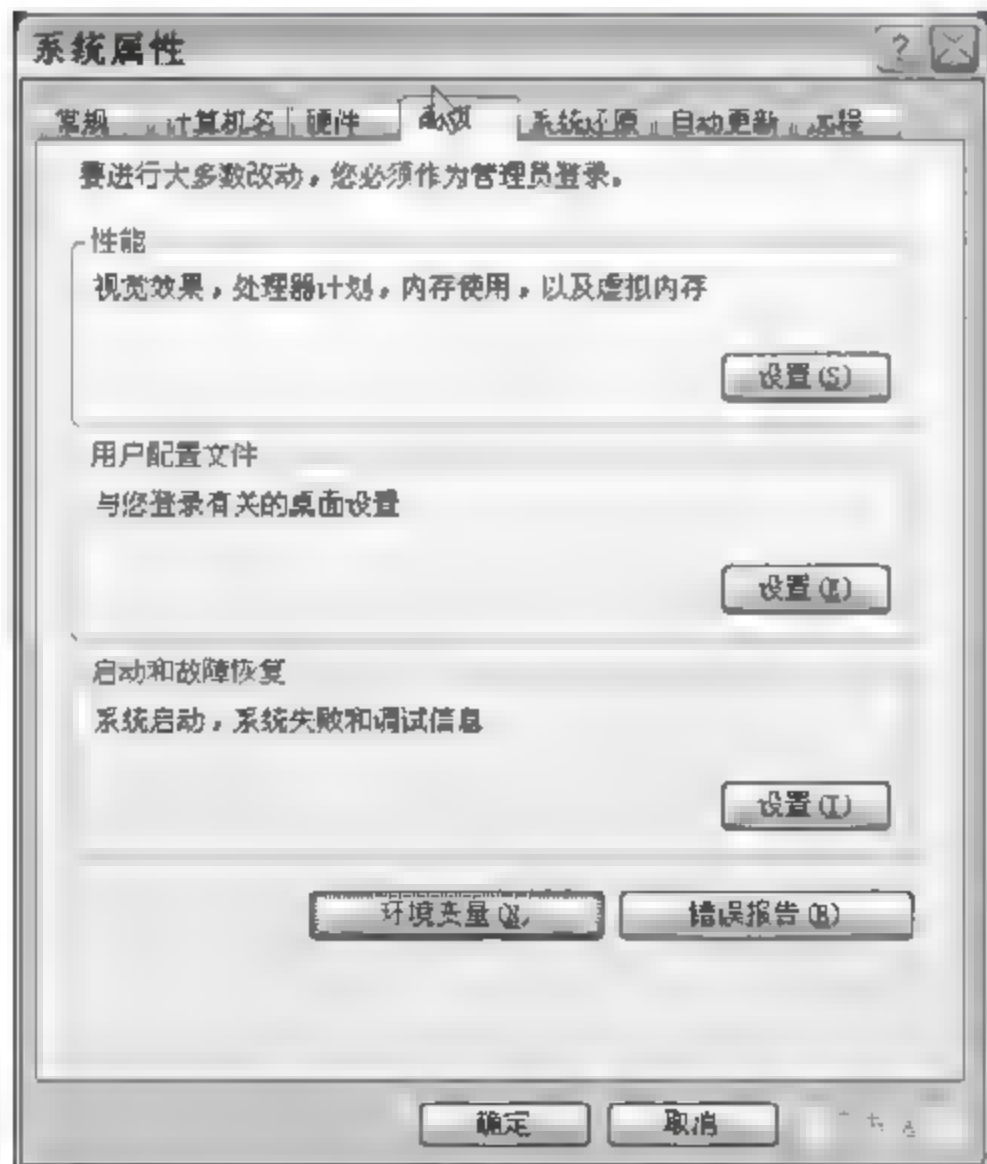 系统属性
常规 计算机名 硬件 高级 系统还原 自动更新 远程
要进行大多数改动，您必须作为管理员登录。
性能
视觉效果，处理器计划，内存使用，以及虚拟内存
设置(S)
用户配置文件
与您登录有关的桌面设置
设置(E)
启动和故障恢复
系统启动，系统失败和调试信息
设置(T)
环境变量(N)
错误报告(R)
确定
取消